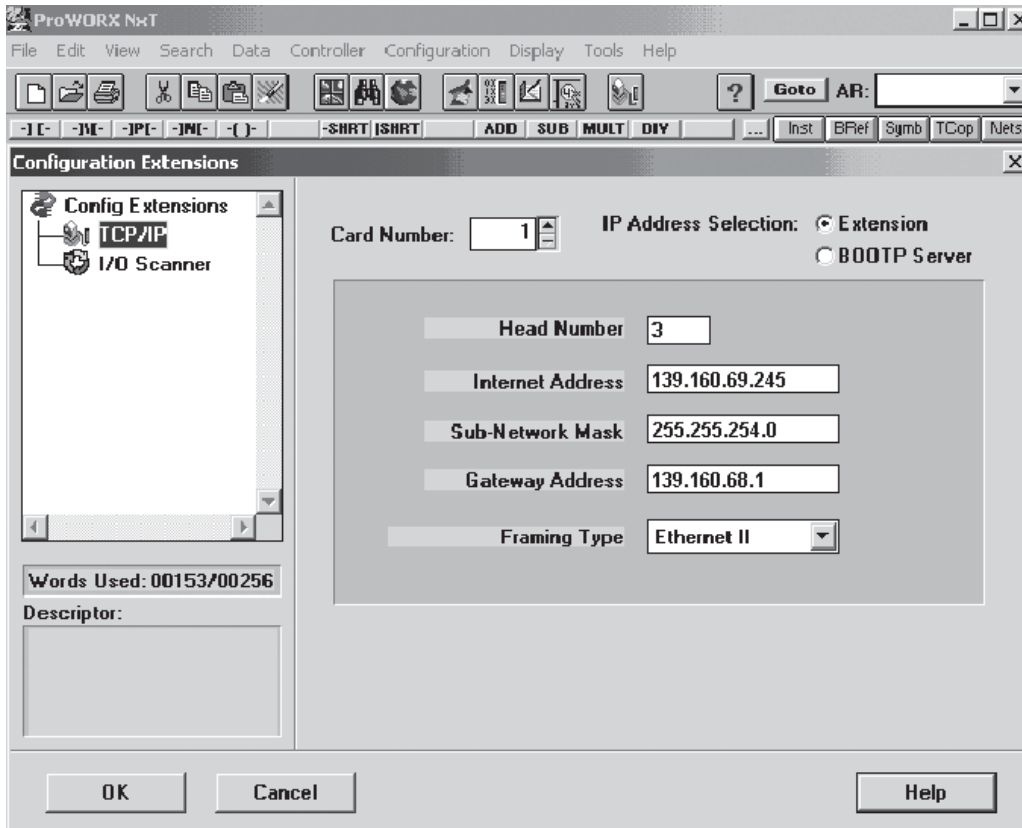 ProWORX NxT
File Edit View Search Data Controller Configuration Display Tools Help
? Goto AR:
-] [- -]\[- -]P[- -]N[- -( )- -SHRT |SHRT ADD SUB MULT DIV ... Inst BRef Symb TCop Nets
Configuration Extensions
Config Extensions
TCP/IP
I/O Scanner
Card Number: 1
IP Address Selection: Extension
BOOTP Server
Head Number 3
Internet Address 139.160.69.245
Sub-Network Mask 255.255.254.0
Gateway Address 139.160.68.1
Framing Type Ethernet II
Words Used: 00153/00256
Descriptor:
OK Cancel Help